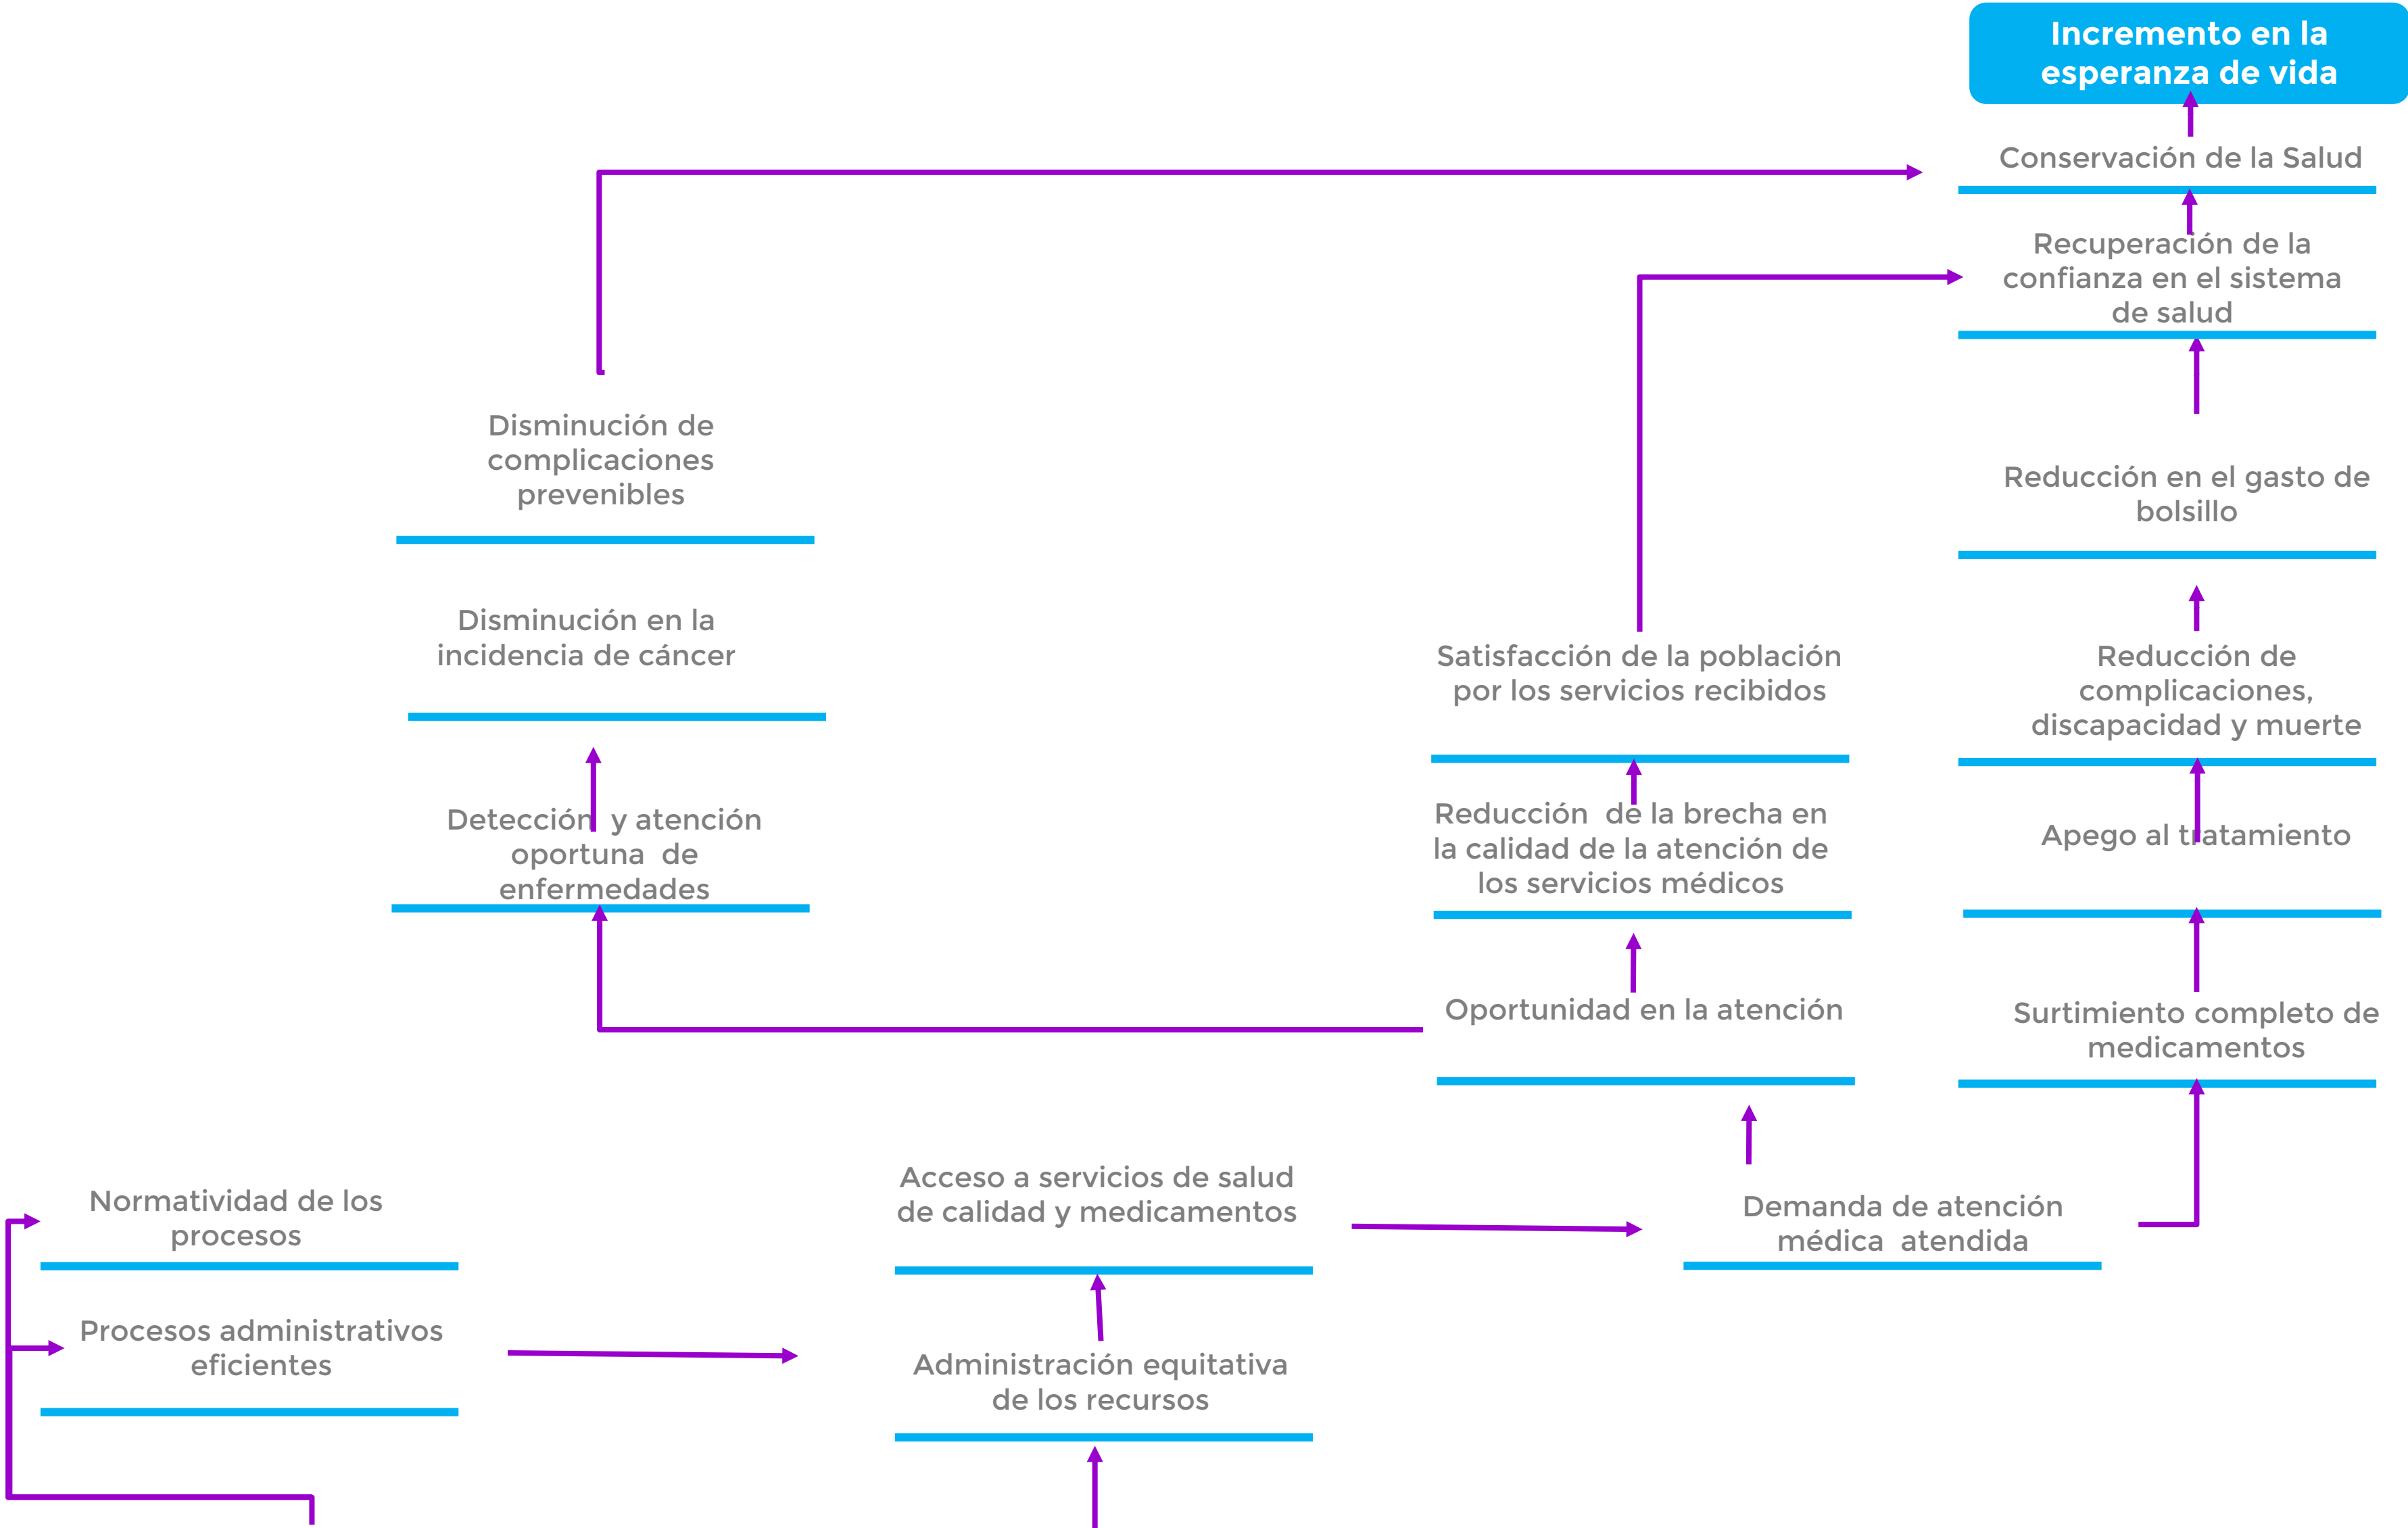 Incremento en la
esperanza de vida
Conservación de la Salud
Recuperación de la
confianza en el sistema
de salud
Disminución de
complicaciones
prevenibles
Reducción en el gasto de
bolsillo
Disminución en la
incidencia de cáncer
Satisfacción de la población
por los servicios recibidos
Reducción de
complicaciones,
discapacidad y muerte
Detección y atención
oportuna de
enfermedades
Reducción de la brecha en
la calidad de la atención de
los servicios médicos
Apego al tratamiento
Oportunidad en la atención
Surtimiento completo de
medicamentos
Normatividad de los
procesos
Acceso a servicios de salud
de calidad y medicamentos
Demanda de atención
médica atendida
Procesos administrativos
eficientes
Administración equitativa
de los recursos